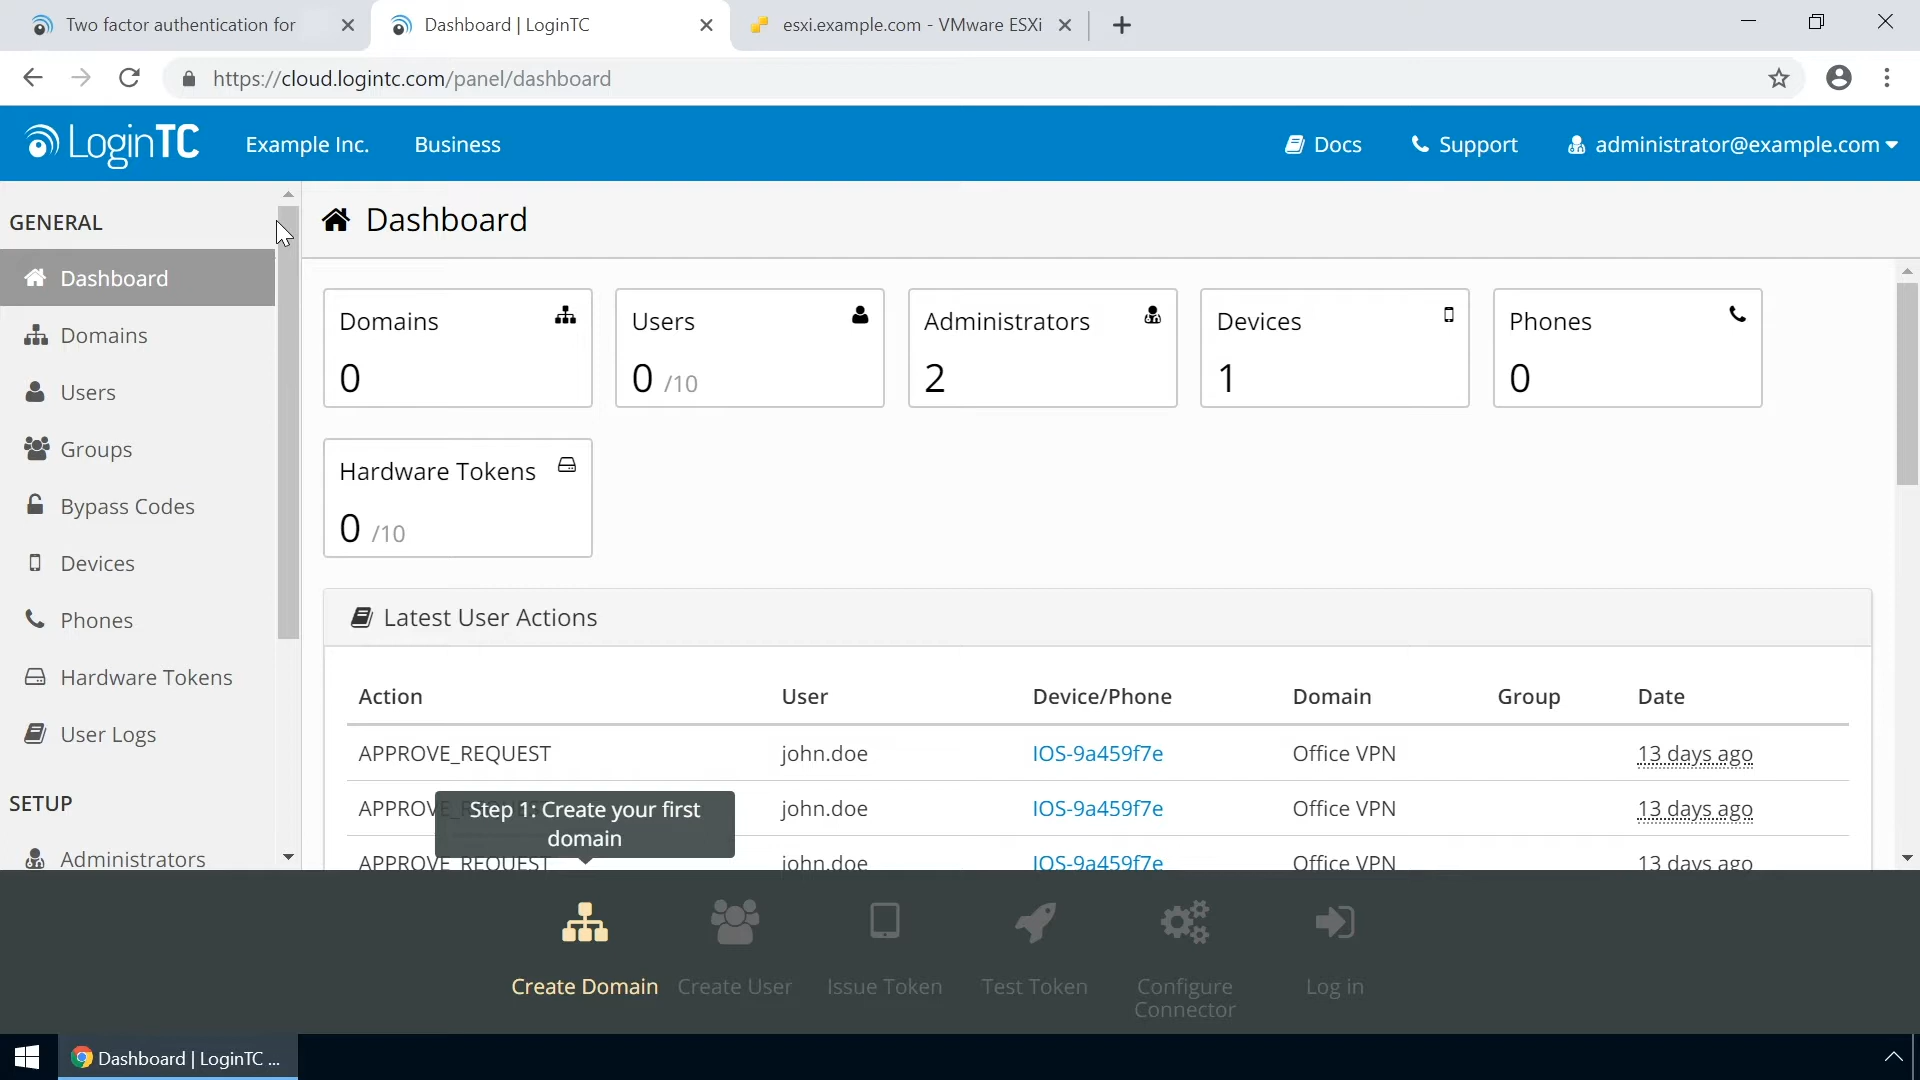 Two factor authentication for
Dashboard | LoginTC
esxi.example.com - VMware ESXi
https://cloud.logintc.com/panel/dashboard
LoginTC
Example Inc.
Business
Docs
Support
administrator@example.com
GENERAL
Dashboard
Domains
Users
Groups
Bypass Codes
Devices
Phones
Hardware Tokens
User Logs
SETUP
Administrators
Dashboard
Domains
0
Users
0 /10
Administrators
2
Devices
1
Phones
0
Hardware Tokens
0 /10
Latest User Actions
Action User Device/Phone Domain Group Date
APPROVE_REQUEST john.doe IOS-9a459f7e Office VPN 13 days ago
APPROV john.doe IOS-9a459f7e Office VPN 13 days ago
APPROVE_REQUEST john.doe IOS-9a459f7e Office VPN 13 days ago
Step 1: Create your first
domain
Create Domain
Create User
Issue Token
Test Token
Configure
Connector
Log in
Dashboard | LoginTC ...